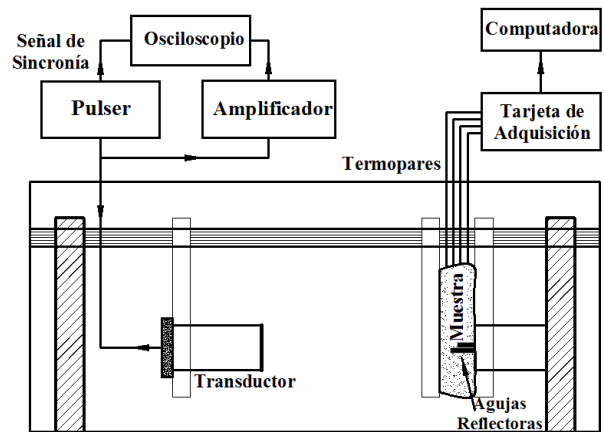 Señal de
Sincronía
Osciloscopio
Computadora
Pulser
Amplificador
Tarjeta de
Adquisición
Termopares
Muestra
Transductor
Agujas
Reflectoras